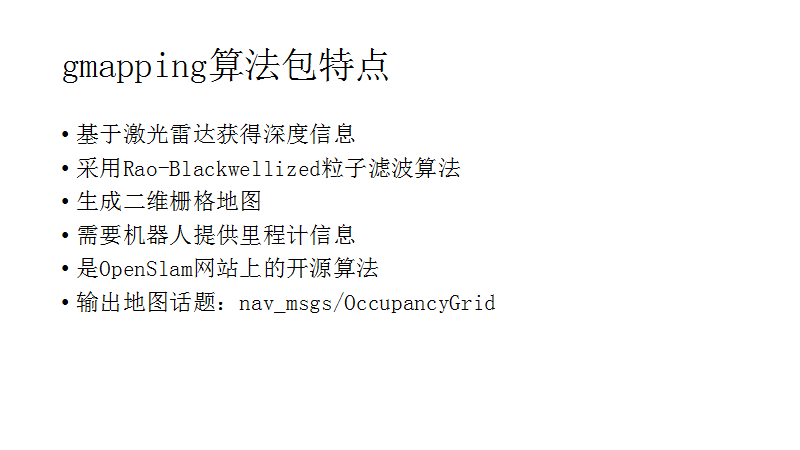 gmapping算法包特点
• 基于激光雷达获得深度信息
• 采用Rao-Blackwellized粒子滤波算法
• 生成二维栅格地图
• 需要机器人提供里程计信息
• 是OpenSlam网站上的开源算法
• 输出地图话题：nav_msgs/OccupancyGrid